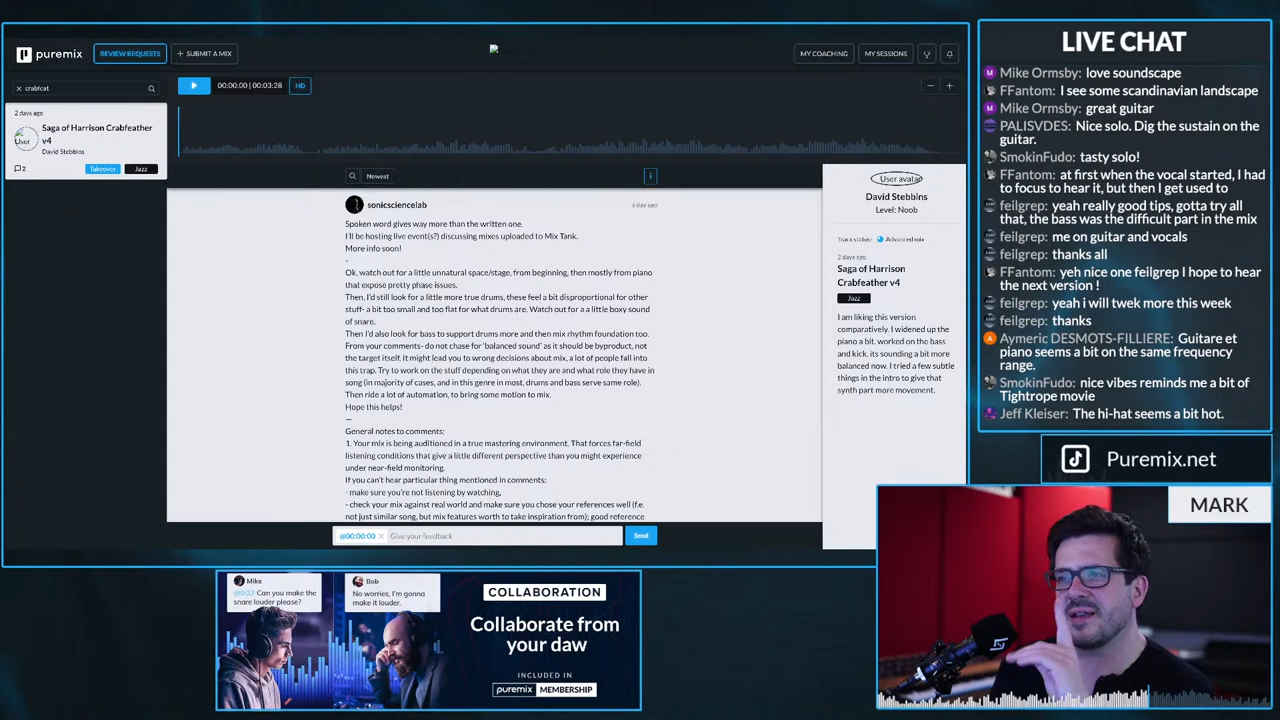 puremix
REVIEW REQUESTS
+ SUBMIT A MIX
MY COACHING
MY SESSIONS
× crabfeat
00:00:00 | 00:03:28
HD
2 days ago
User
Saga of Harrison Crabfeather
v4
David Stebbins
2
Takeover
Jazz
Newest
i
sonicsciencelab
a day ago
Spoken word gives way more than the written one.
I'll be hosting live event(s?) discussing mixes uploaded to Mix Tank.
More info soon!
-
Ok, watch out for a little unnatural space/stage, from beginning, then mostly from piano
that expose pretty phase issues.
Then, I'd still look for a little more true drums, these feel a bit disproportional for other
stuff- a bit too small and too flat for what drums are. Watch out for a a little boxy sound
of snare.
Then I'd also look for bass to support drums more and then mix rhythm foundation too.
From your comments- do not chase for 'balanced sound' as it should be byproduct, not
the target itself. It might lead you to wrong decisions about mix, a lot of people fall into
this trap. Try to work on the stuff depending on what they are and what role they have in
song (in majority of cases, and in this genre in most, drums and bass serve same role).
Then ride a lot of automation, to bring some motion to mix.
Hope this helps!
—
General notes to comments:
1. Your mix is being auditioned in a true mastering environment. That forces far-field
listening conditions that give a little different perspective than you might experience
under near-field monitoring.
If you can't hear particular thing mentioned in comments:
- make sure you're not listening by watching,
- check your mix against real world and make sure you chose your references well (f.e.
not just similar song, but mix features worth to take inspiration from); good reference
@00:00:00 ×
Give your feedback
Send
User avatar
David Stebbins
Level: Noob
Track status: Advanced mix
2 days ago
Saga of Harrison
Crabfeather v4
Jazz
I am liking this version
comparatively. I widened up the
piano a bit, worked on the bass
and kick. its sounding a bit more
balanced now. I tried a few subtle
things in the intro to give that
synth part more movement.
LIVE CHAT
M Mike Ormsby: love soundscape
FFantom: I see some scandinavian landscape
M Mike Ormsby: great guitar
PALISVDES: Nice solo. Dig the sustain on the
guitar.
SmokinFudo: tasty solo!
FFantom: at first when the vocal started, I had
to focus to hear it, but then I get used to
feilgrep: yeah really good tips, gotta try all
that, the bass was the difficult part in the mix
feilgrep: me on guitar and vocals
feilgrep: thanks all
FFantom: yeh nice one feilgrep I hope to hear
the next version !
feilgrep: yeah i will twek more this week
feilgrep: thanks
A Aymeric DESMOTS-FILLIERE: Guitare et
piano seems a bit on the same frequency
range.
SmokinFudo: nice vibes reminds me a bit of
Tightrope movie
Jeff Kleiser: The hi-hat seems a bit hot.
Puremix.net
MARK
Mike
@0:27 Can you make the
snare louder please?
Bob
No worries, I'm gonna
make it louder.
COLLABORATION
Collaborate from
your daw
INCLUDED IN
puremix MEMBERSHIP